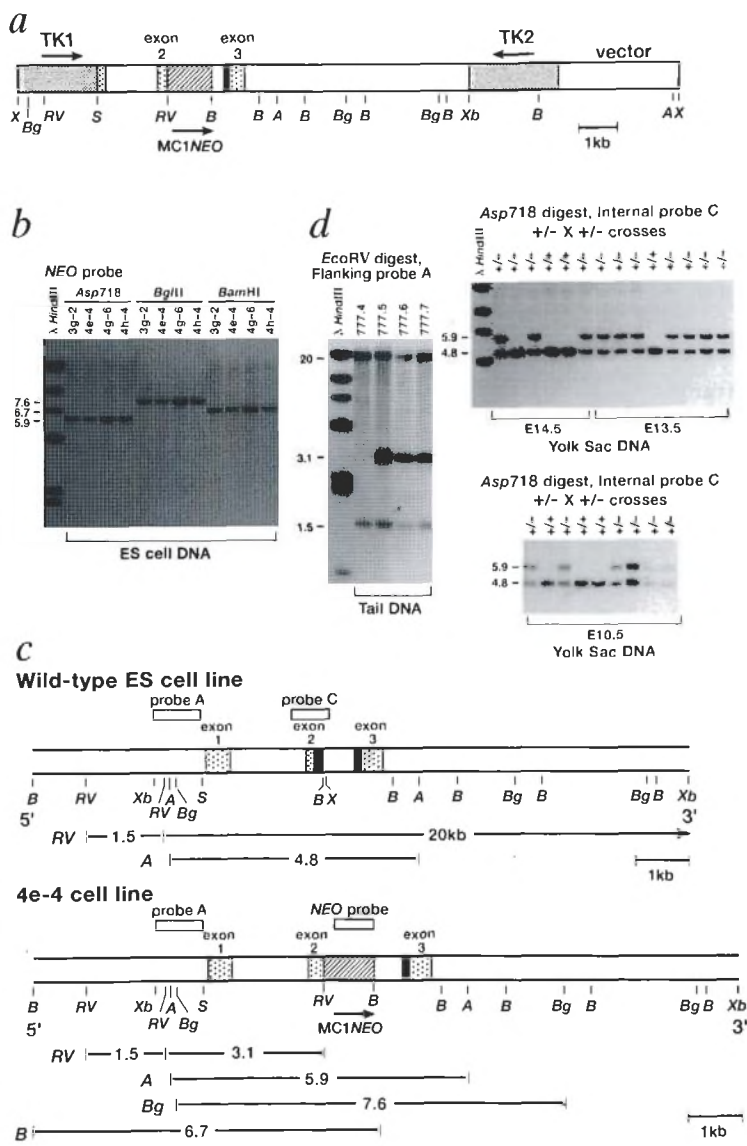 a
TK1 exon 2 exon 3 TK2 vector
X Bg RV S RV B B A B Bg B Bg B Xb B A X
MC1NEO
1kb
b
NEO probe
λ HindIII Asp718 BglII BamHI
3g-2 4e-4 4g-6 4h-4 3g-2 4e-4 4g-6 4h-4 3g-2 4e-4 4g-6 4h-4
7.6
6.7
5.9
ES cell DNA
d
EcoRV digest,
Flanking probe A
λ HindIII 777.4 777.5 777.6 777.7
20
3.1
1.5
Tail DNA
Asp718 digest, Internal probe C
+/- X +/- crosses
λ HindIII
5.9
4.8
E14.5 E13.5
Yolk Sac DNA
Asp718 digest, Internal probe C
+/- X +/- crosses
5.9
4.8
E10.5
Yolk Sac DNA
c
Wild-type ES cell line
probe A probe C
exon 1 exon 2 exon 3
B RV Xb RV A Bg S B X B A B Bg B Bg B Xb
5' 3'
RV 1.5 20kb
A 4.8
1kb
4e-4 cell line
probe A NEO probe
exon 1 exon 2 exon 3
B RV Xb RV A Bg S RV B B A B Bg B Bg B Xb
5' MC1NEO 3'
RV 1.5 3.1
A 5.9
Bg 7.6
B 6.7
1kb